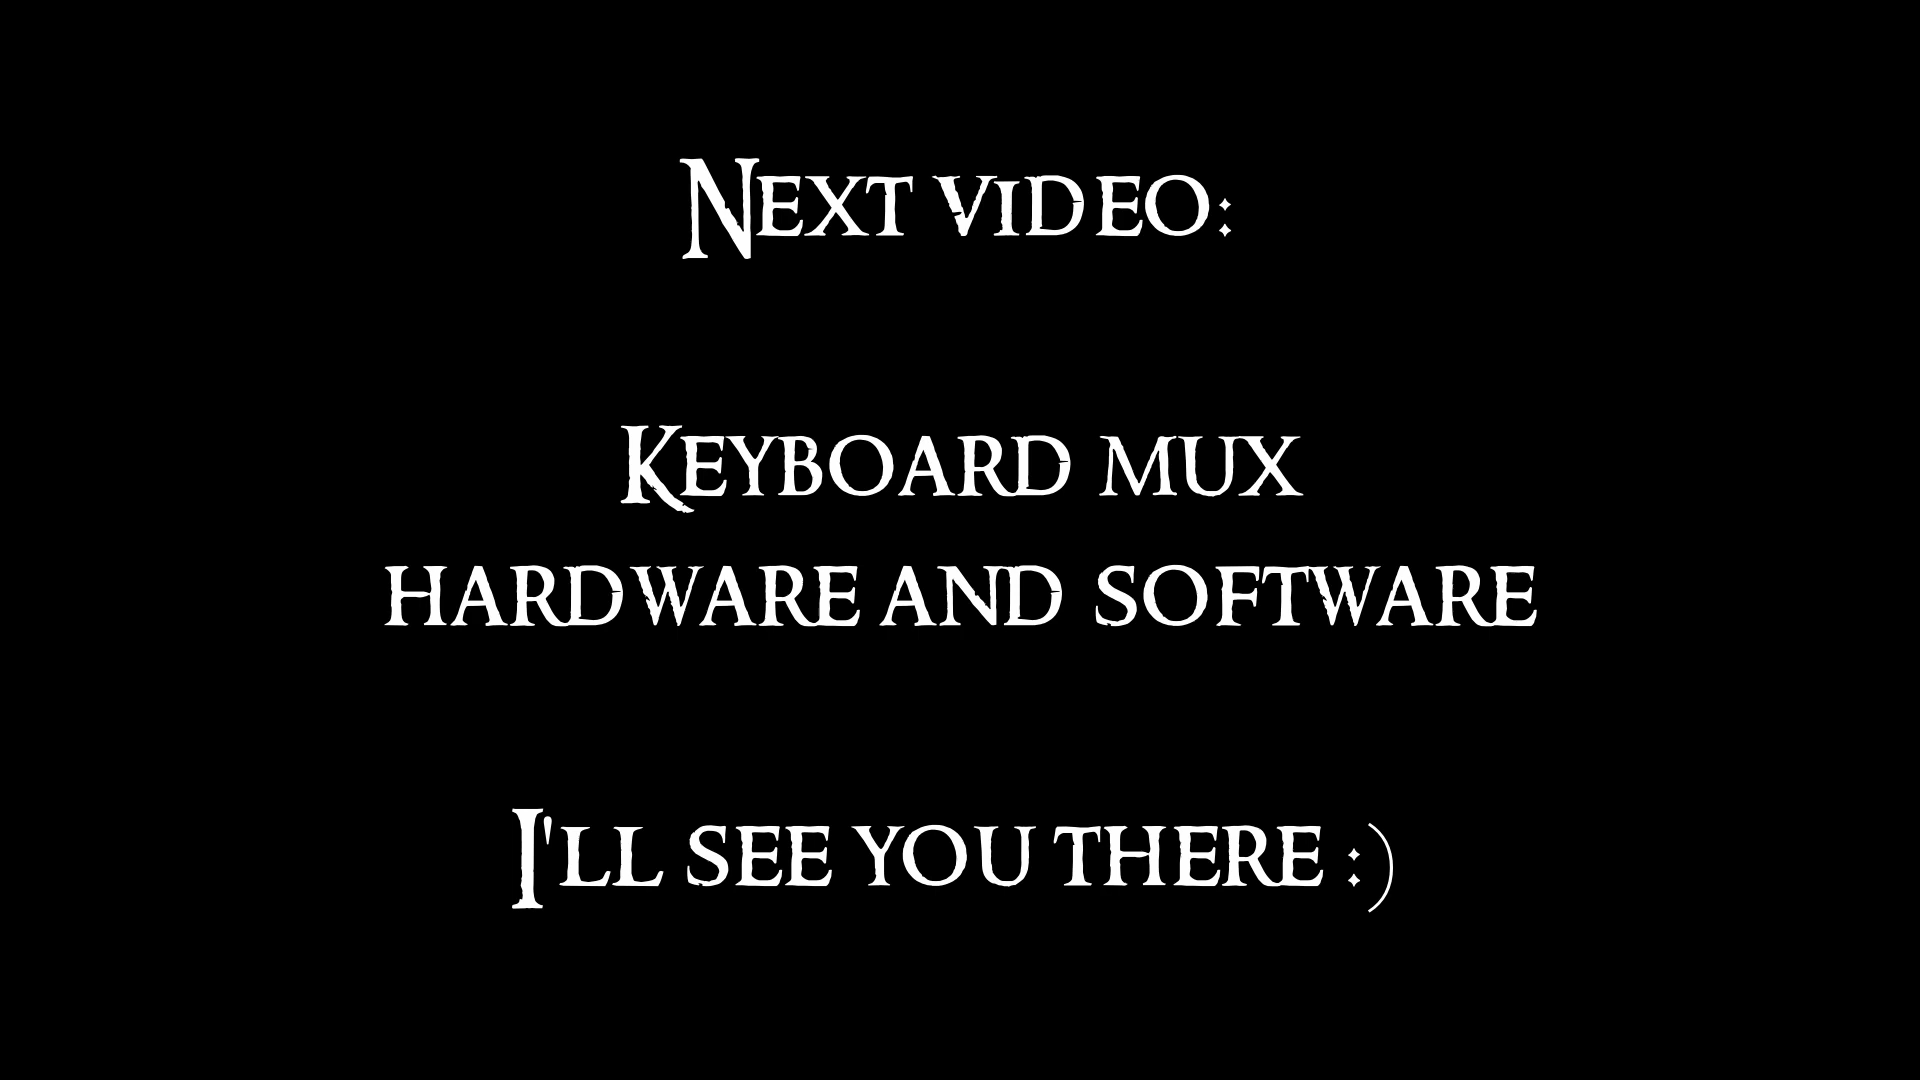 Next video:
Keyboard mux
hardware and software
I'll see you there :)